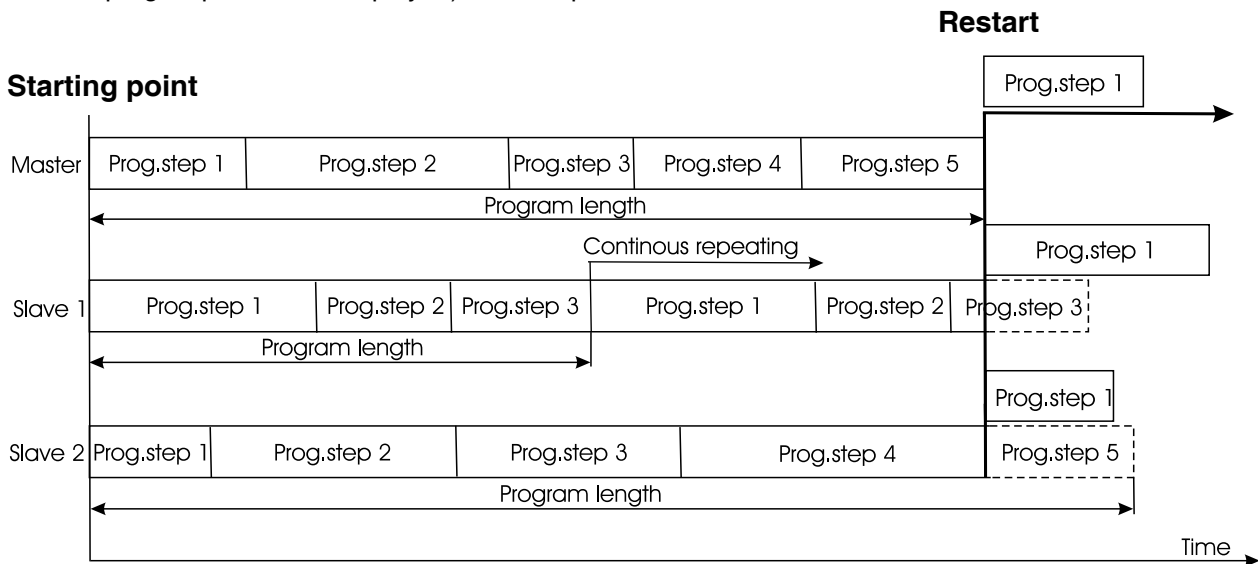 Restart
Starting point
Prog.step 1
Master Prog.step 1 Prog.step 2 Prog.step 3 Prog.step 4 Prog.step 5
Program length
Continous repeating
Prog.step 1
Slave 1 Prog.step 1 Prog.step 2 Prog.step 3 Prog.step 1 Prog.step 2 Prog.step 3
Program length
Prog.step 1
Slave 2 Prog.step 1 Prog.step 2 Prog.step 3 Prog.step 4 Prog.step 5
Program length
Time